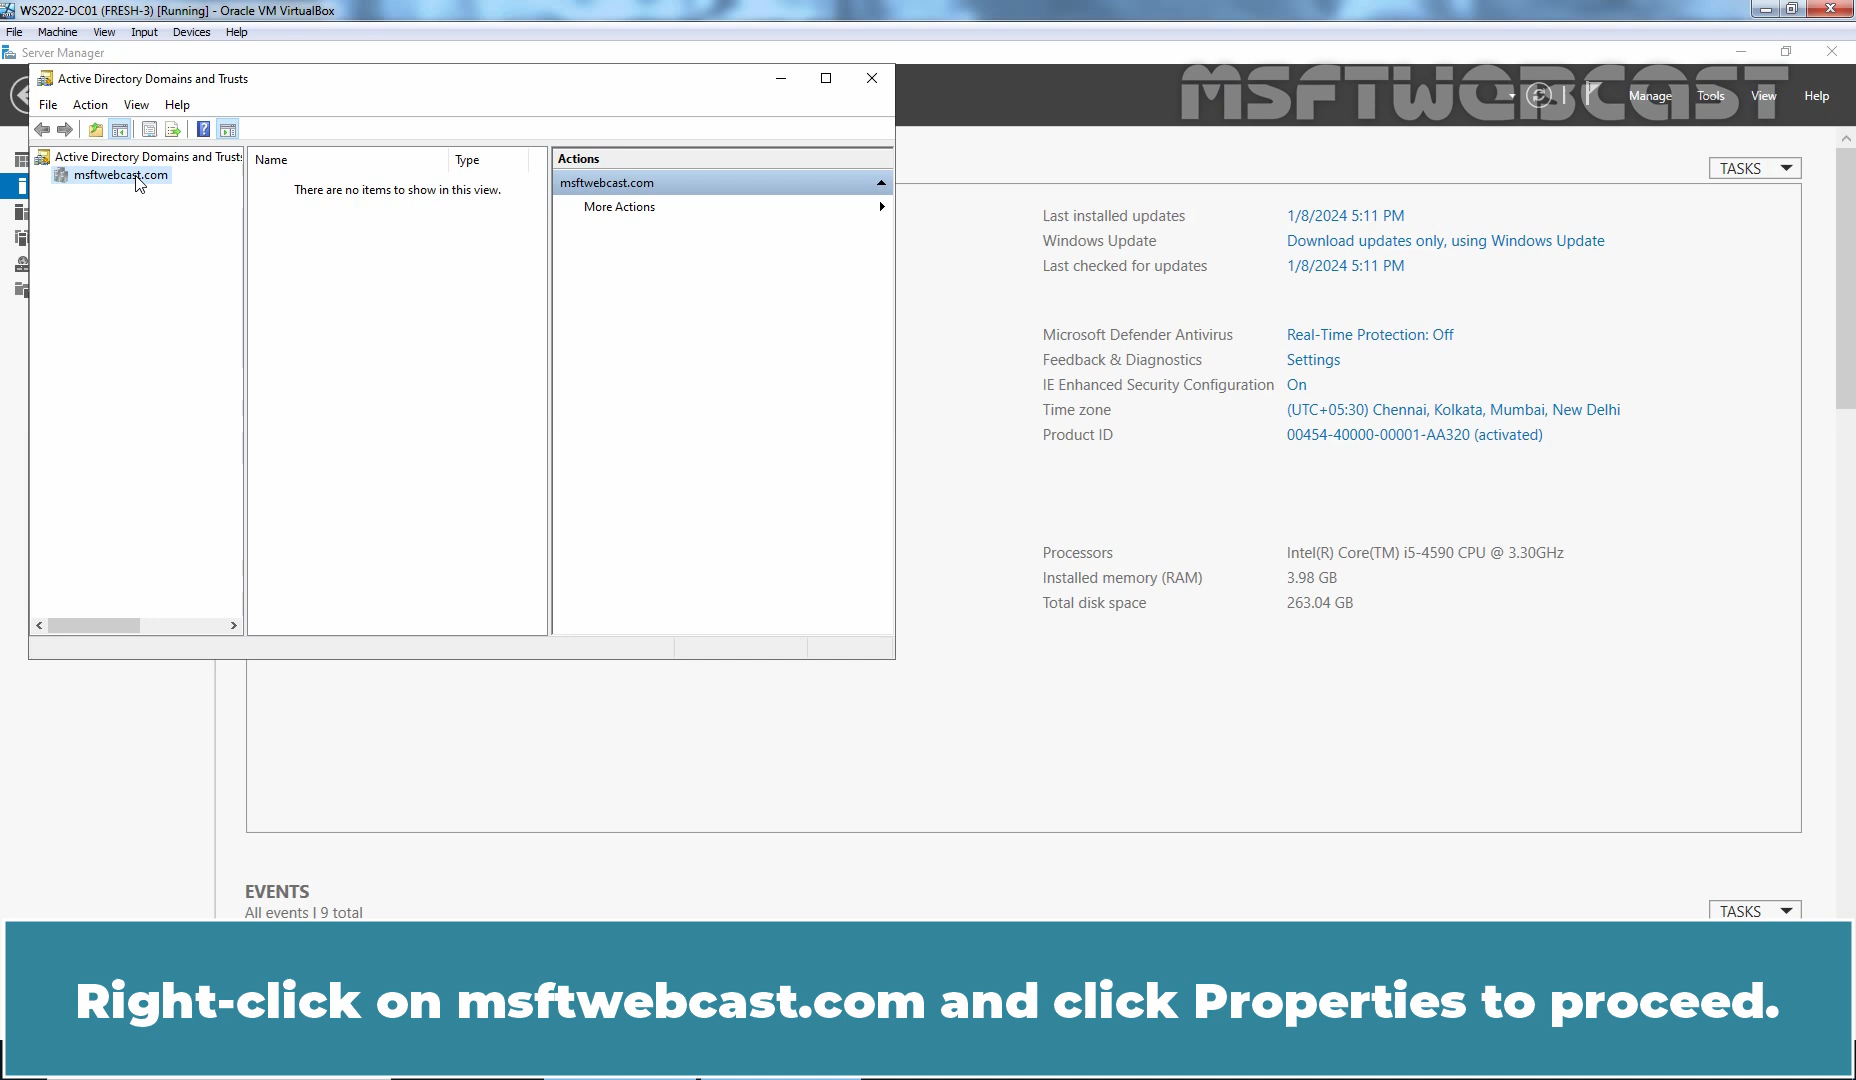 WS2022-DC01 (FRESH-3) [Running] - Oracle VM VirtualBox
File Machine View Input Devices Help
Server Manager
Active Directory Domains and Trusts
File Action View Help
MSFTWEBCAST
Manage Tools View Help
Active Directory Domains and Trusts
msftwebcast.com
Name Type
There are no items to show in this view.
Actions
msftwebcast.com
More Actions
TASKS
Last installed updates 1/8/2024 5:11 PM
Windows Update Download updates only, using Windows Update
Last checked for updates 1/8/2024 5:11 PM
Microsoft Defender Antivirus Real-Time Protection: Off
Feedback & Diagnostics Settings
IE Enhanced Security Configuration On
Time zone (UTC+05:30) Chennai, Kolkata, Mumbai, New Delhi
Product ID 00454-40000-00001-AA320 (activated)
Processors Intel(R) Core(TM) i5-4590 CPU @ 3.30GHz
Installed memory (RAM) 3.98 GB
Total disk space 263.04 GB
EVENTS
All events | 9 total
TASKS
Right-click on msftwebcast.com and click Properties to proceed.